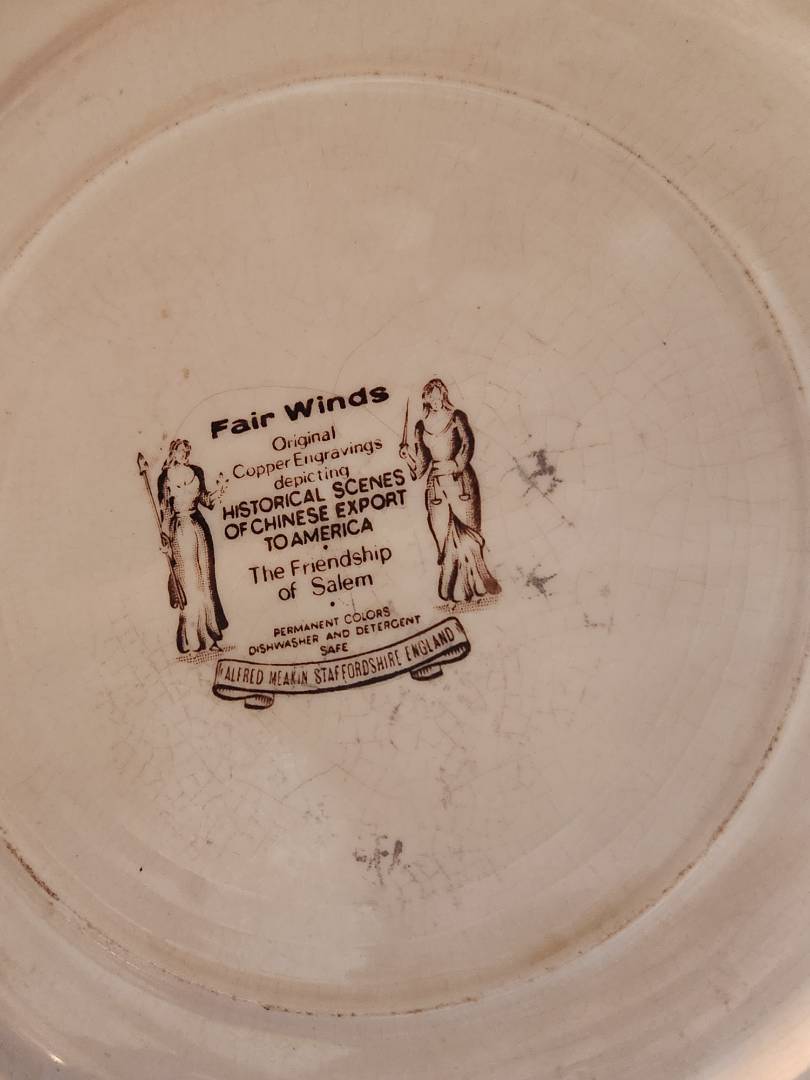 Fair Winds
Original
Copper Engravings
depicting
HISTORICAL SCENES
OF CHINESE EXPORT
TO AMERICA
•
The Friendship
of Salem
•
PERMANENT COLORS
DISHWASHER AND DETERGENT
SAFE
ALFRED MEAKIN STAFFORDSHIRE ENGLAND